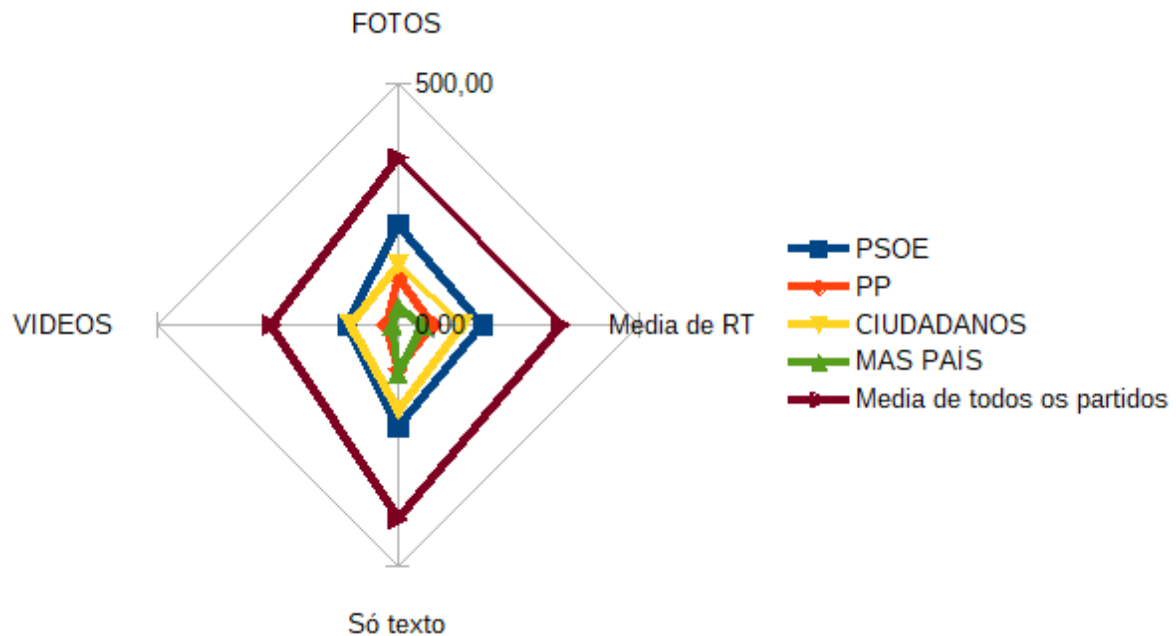 FOTOS
500,00
VIDEOS
0,00
Media de RT
Só texto
PSOE
PP
CIUDADANOS
MAS PAÍS
Media de todos os partidos